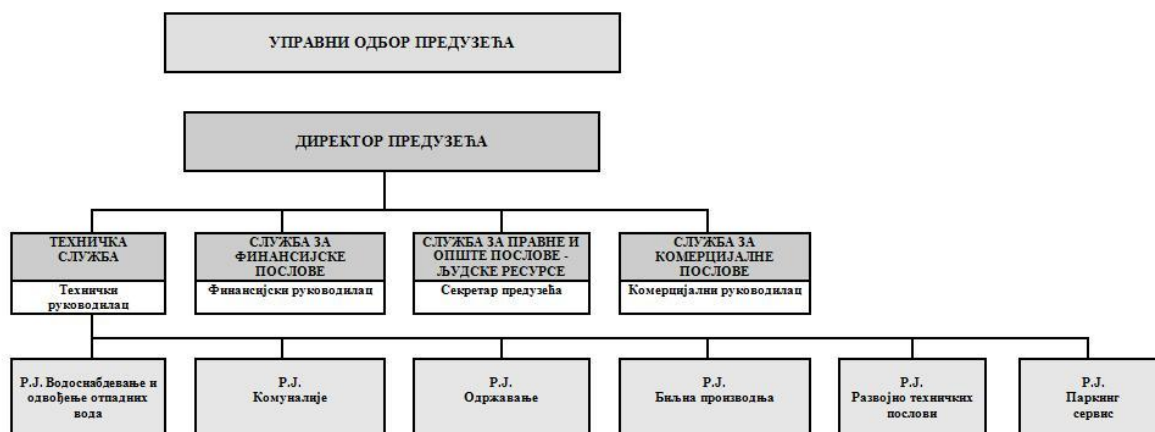 УПРАВНИ ОДБОР ПРЕДУЗЕЋА
ДИРЕКТОР ПРЕДУЗЕЋА
ТЕХНИЧКА
СЛУЖБА
Технички
руководилац
СЛУЖБА ЗА
ФИНАНСИЈСКЕ
ПОСЛОВЕ
Финансијски руководилац
СЛУЖБА ЗА ПРАВНЕ И
ОПШТЕ ПОСЛОВЕ -
ЉУДСКЕ РЕСУРСЕ
Секретар предузећа
СЛУЖБА ЗА
КОМЕРЦИЈАЛНЕ
ПОСЛОВЕ
Комерцијални руководилац
Р.Ј. Водоснабдевање и
одвођење отпадних
вода
Р.Ј.
Комуналије
Р.Ј.
Одржавање
Р.Ј.
Биљна производња
Р.Ј.
Развојно техничких
послови
Р.Ј.
Паркинг
сервис